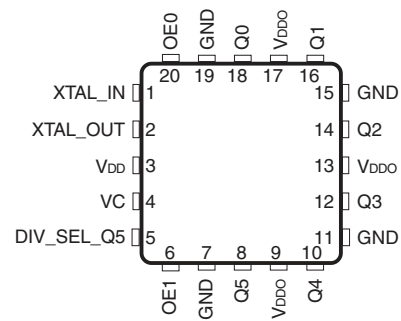 OE0 GND Q0 VDDO Q1
20 19 18 17 16
XTAL_IN 1 15 GND
XTAL_OUT 2 14 Q2
VDD 3 13 VDDO
VC 4 12 Q3
DIV_SEL_Q5 5 11 GND
6 7 8 9 10
OE1 GND Q5 VDDO Q4